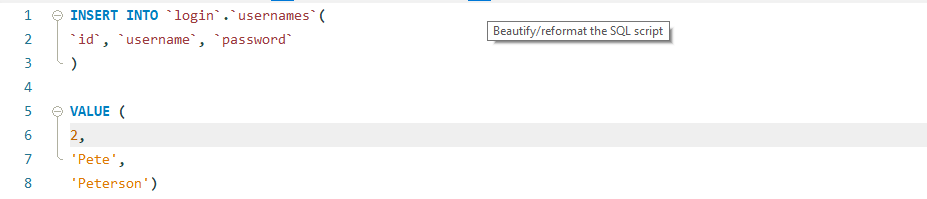 1 INSERT INTO `login`.`usernames`(
2 `id`, `username`, `password`
Beautify/reformat the SQL script
3 )
4
5 VALUE (
6 2,
7 'Pete',
8 'Peterson')